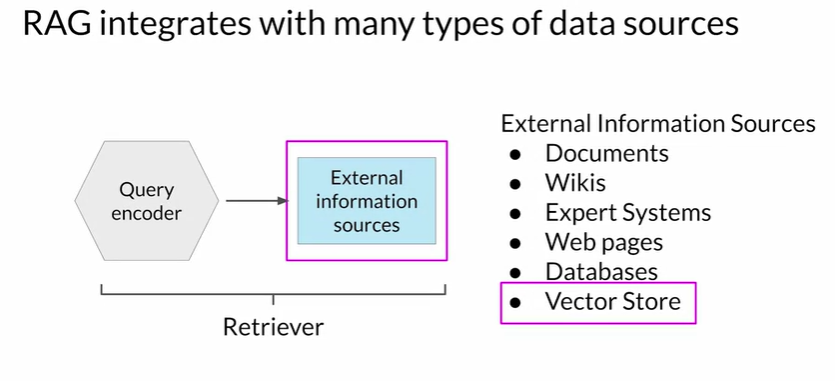 RAG integrates with many types of data sources
Query
encoder
External
information
sources
Retriever
External Information Sources
● Documents
● Wikis
● Expert Systems
● Web pages
● Databases
● Vector Store